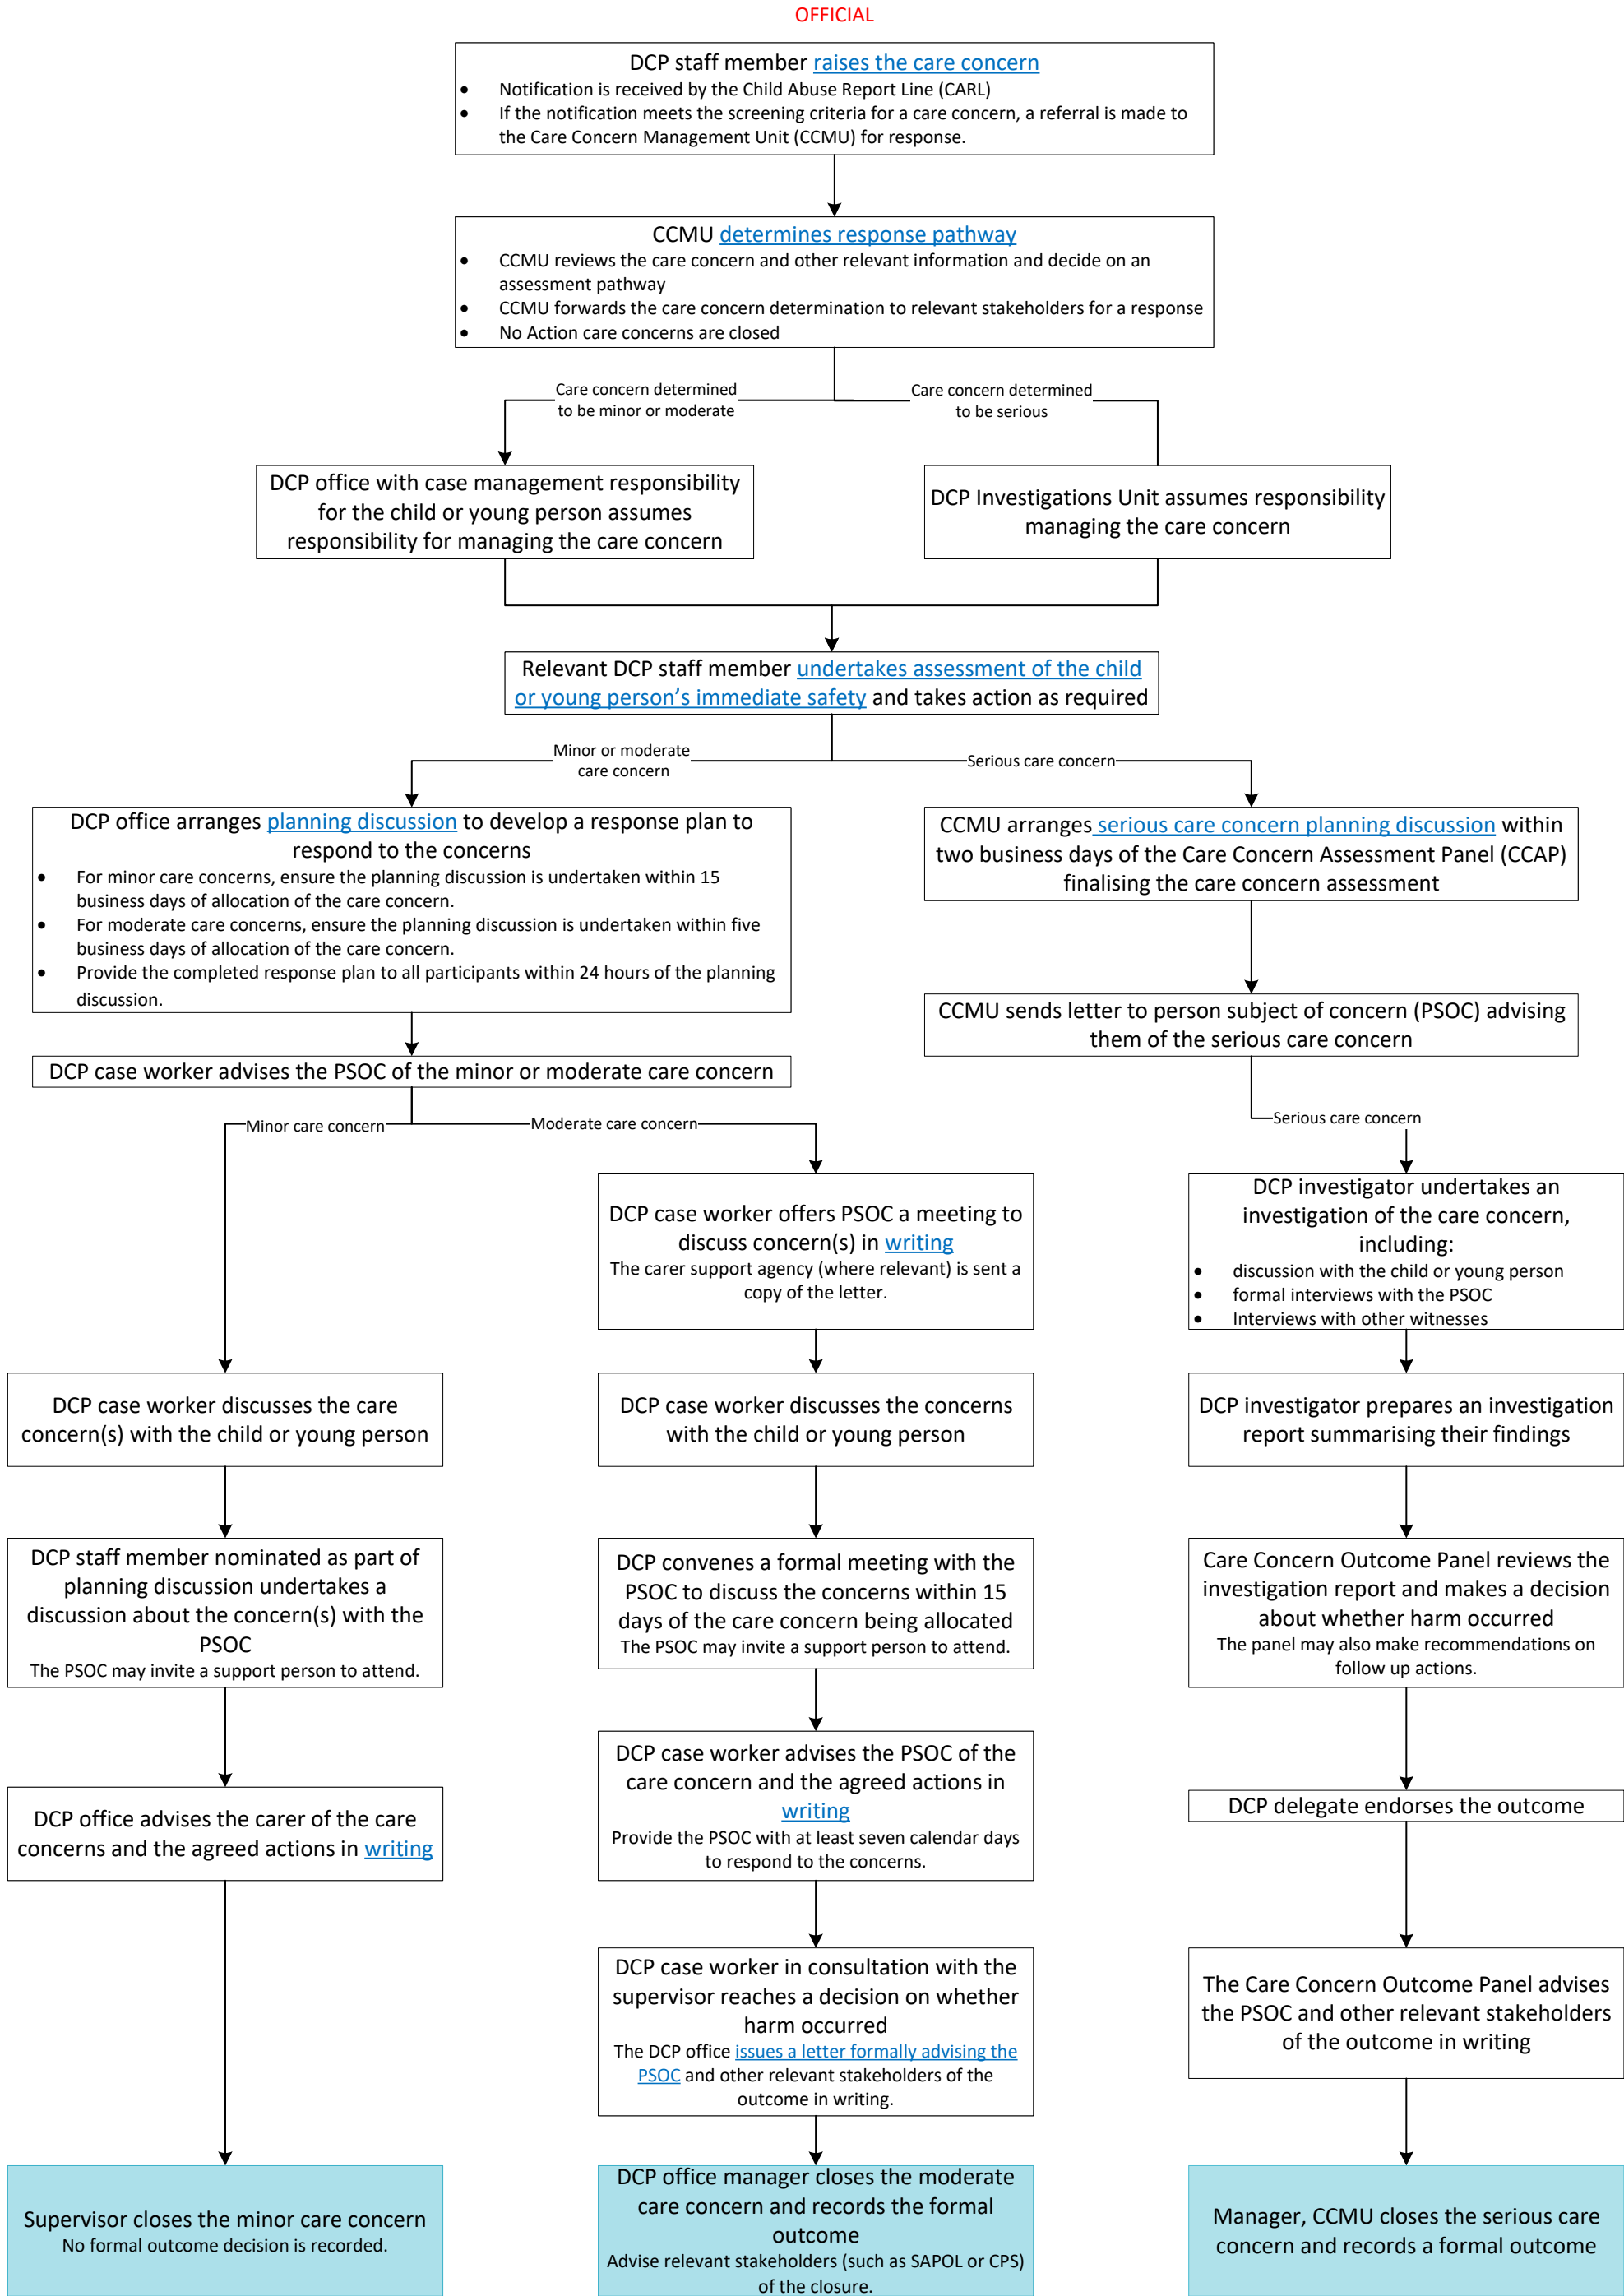 OFFICIAL
DCP staff member raises the care concern
• Notification is received by the Child Abuse Report Line (CARL)
• If the notification meets the screening criteria for a care concern, a referral is made to
the Care Concern Management Unit (CCMU) for response.
CCMU determines response pathway
• CCMU reviews the care concern and other relevant information and decide on an
assessment pathway
• CCMU forwards the care concern determination to relevant stakeholders for a response
• No Action care concerns are closed
Care concern determined
to be minor or moderate
Care concern determined
to be serious
DCP office with case management responsibility
for the child or young person assumes
responsibility for managing the care concern
DCP Investigations Unit assumes responsibility
managing the care concern
Relevant DCP staff member undertakes assessment of the child
or young person’s immediate safety and takes action as required
Minor or moderate
care concern
Serious care concern
DCP office arranges planning discussion to develop a response plan to
respond to the concerns
• For minor care concerns, ensure the planning discussion is undertaken within 15
business days of allocation of the care concern.
• For moderate care concerns, ensure the planning discussion is undertaken within five
business days of allocation of the care concern.
• Provide the completed response plan to all participants within 24 hours of the planning
discussion.
CCMU arranges serious care concern planning discussion within
two business days of the Care Concern Assessment Panel (CCAP)
finalising the care concern assessment
CCMU sends letter to person subject of concern (PSOC) advising
them of the serious care concern
DCP case worker advises the PSOC of the minor or moderate care concern
Minor care concern
Moderate care concern
Serious care concern
DCP case worker offers PSOC a meeting to
discuss concern(s) in writing
The carer support agency (where relevant) is sent a
copy of the letter.
DCP investigator undertakes an
investigation of the care concern,
including:
• discussion with the child or young person
• formal interviews with the PSOC
• Interviews with other witnesses
DCP case worker discusses the care
concern(s) with the child or young person
DCP case worker discusses the concerns
with the child or young person
DCP investigator prepares an investigation
report summarising their findings
DCP staff member nominated as part of
planning discussion undertakes a
discussion about the concern(s) with the
PSOC
The PSOC may invite a support person to attend.
DCP convenes a formal meeting with the
PSOC to discuss the concerns within 15
days of the care concern being allocated
The PSOC may invite a support person to attend.
Care Concern Outcome Panel reviews the
investigation report and makes a decision
about whether harm occurred
The panel may also make recommendations on
follow up actions.
DCP office advises the carer of the care
concerns and the agreed actions in writing
DCP case worker advises the PSOC of the
care concern and the agreed actions in
writing
Provide the PSOC with at least seven calendar days
to respond to the concerns.
DCP delegate endorses the outcome
DCP case worker in consultation with the
supervisor reaches a decision on whether
harm occurred
The DCP office issues a letter formally advising the
PSOC and other relevant stakeholders of the
outcome in writing.
The Care Concern Outcome Panel advises
the PSOC and other relevant stakeholders
of the outcome in writing
Supervisor closes the minor care concern
No formal outcome decision is recorded.
DCP office manager closes the moderate
care concern and records the formal
outcome
Advise relevant stakeholders (such as SAPOL or CPS)
of the closure.
Manager, CCMU closes the serious care
concern and records a formal outcome